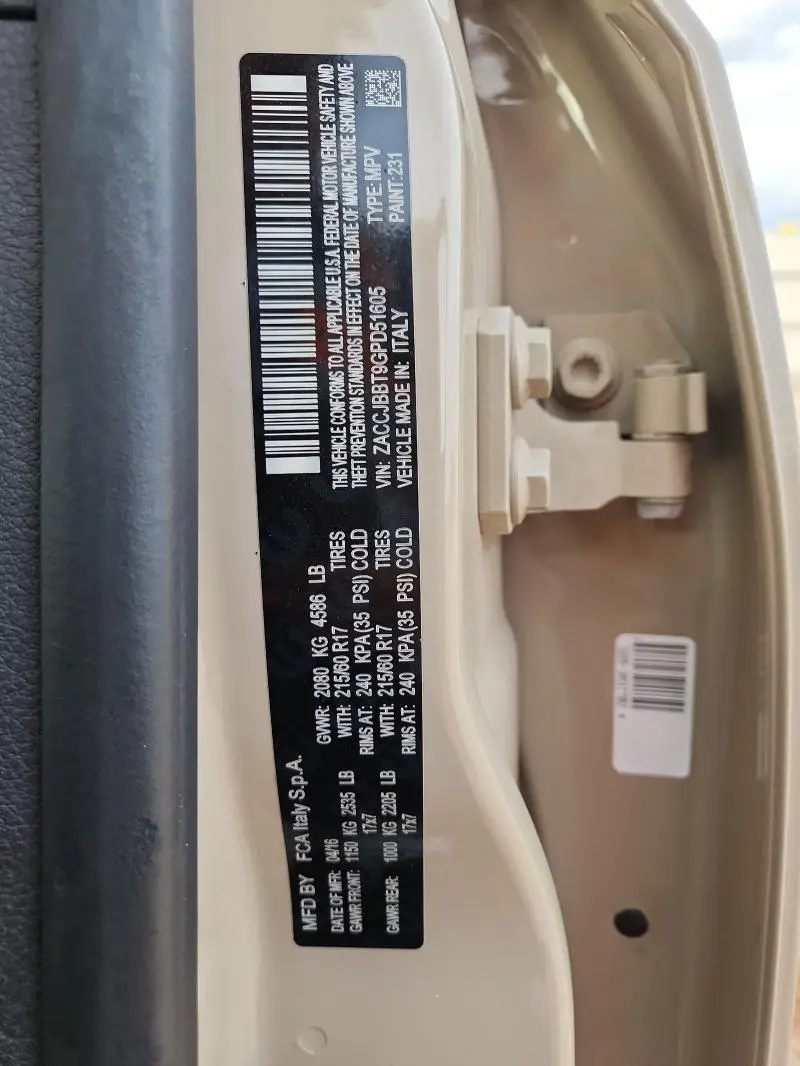 MFD BY FCA Italy S.p.A.
DATE OF MFR: 04/16 GVWR: 2080 KG 4586 LB
GAWR FRONT: 1150 KG 2535 LB WITH: 215/60 R17 TIRES
17x7 RIMS AT: 240 KPA(35 PSI) COLD
GAWR REAR: 1000 KG 2205 LB WITH: 215/60 R17 TIRES
17x7 RIMS AT: 240 KPA(35 PSI) COLD
THIS VEHICLE CONFORMS TO ALL APPLICABLE U.S.A. FEDERAL MOTOR VEHICLE SAFETY AND
THEFT PREVENTION STANDARDS IN EFFECT ON THE DATE OF MANUFACTURE SHOWN ABOVE
VIN: ZACCJBBT9GPD51605 TYPE: MPV
VEHICLE MADE IN: ITALY PAINT:231